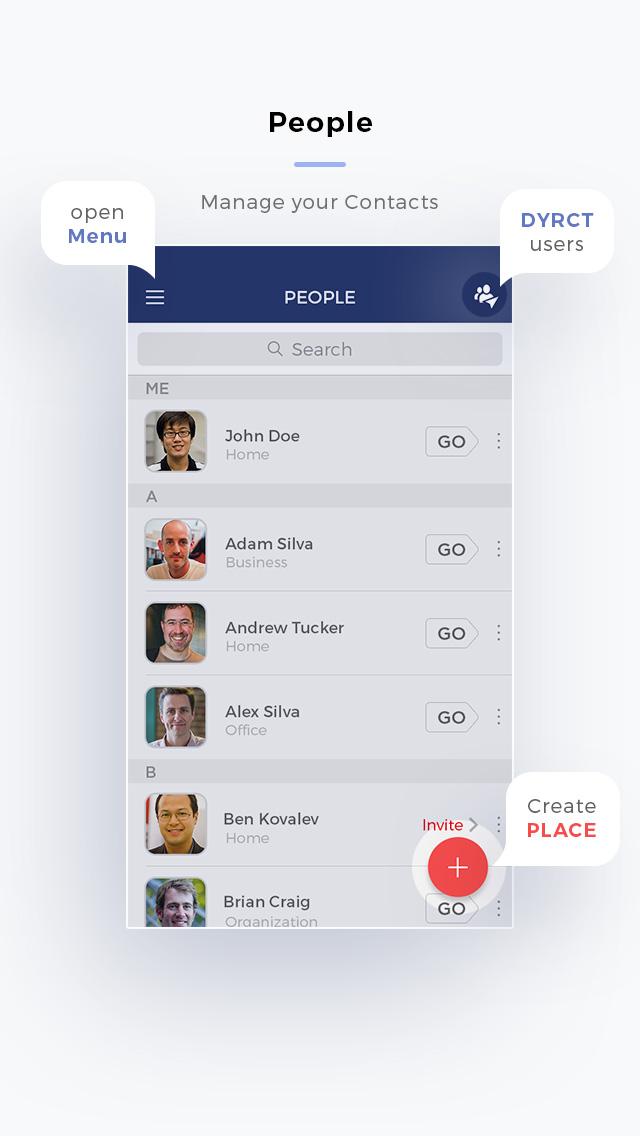 People
Manage your Contacts
open
Menu
DYRCT
users
PEOPLE
Search
ME
John Doe
Home
GO
A
Adam Silva
Business
GO
Andrew Tucker
Home
GO
Alex Silva
Office
GO
B
Ben Kovalev
Home
Invite
Create
PLACE
Brian Craig
Organization
GO